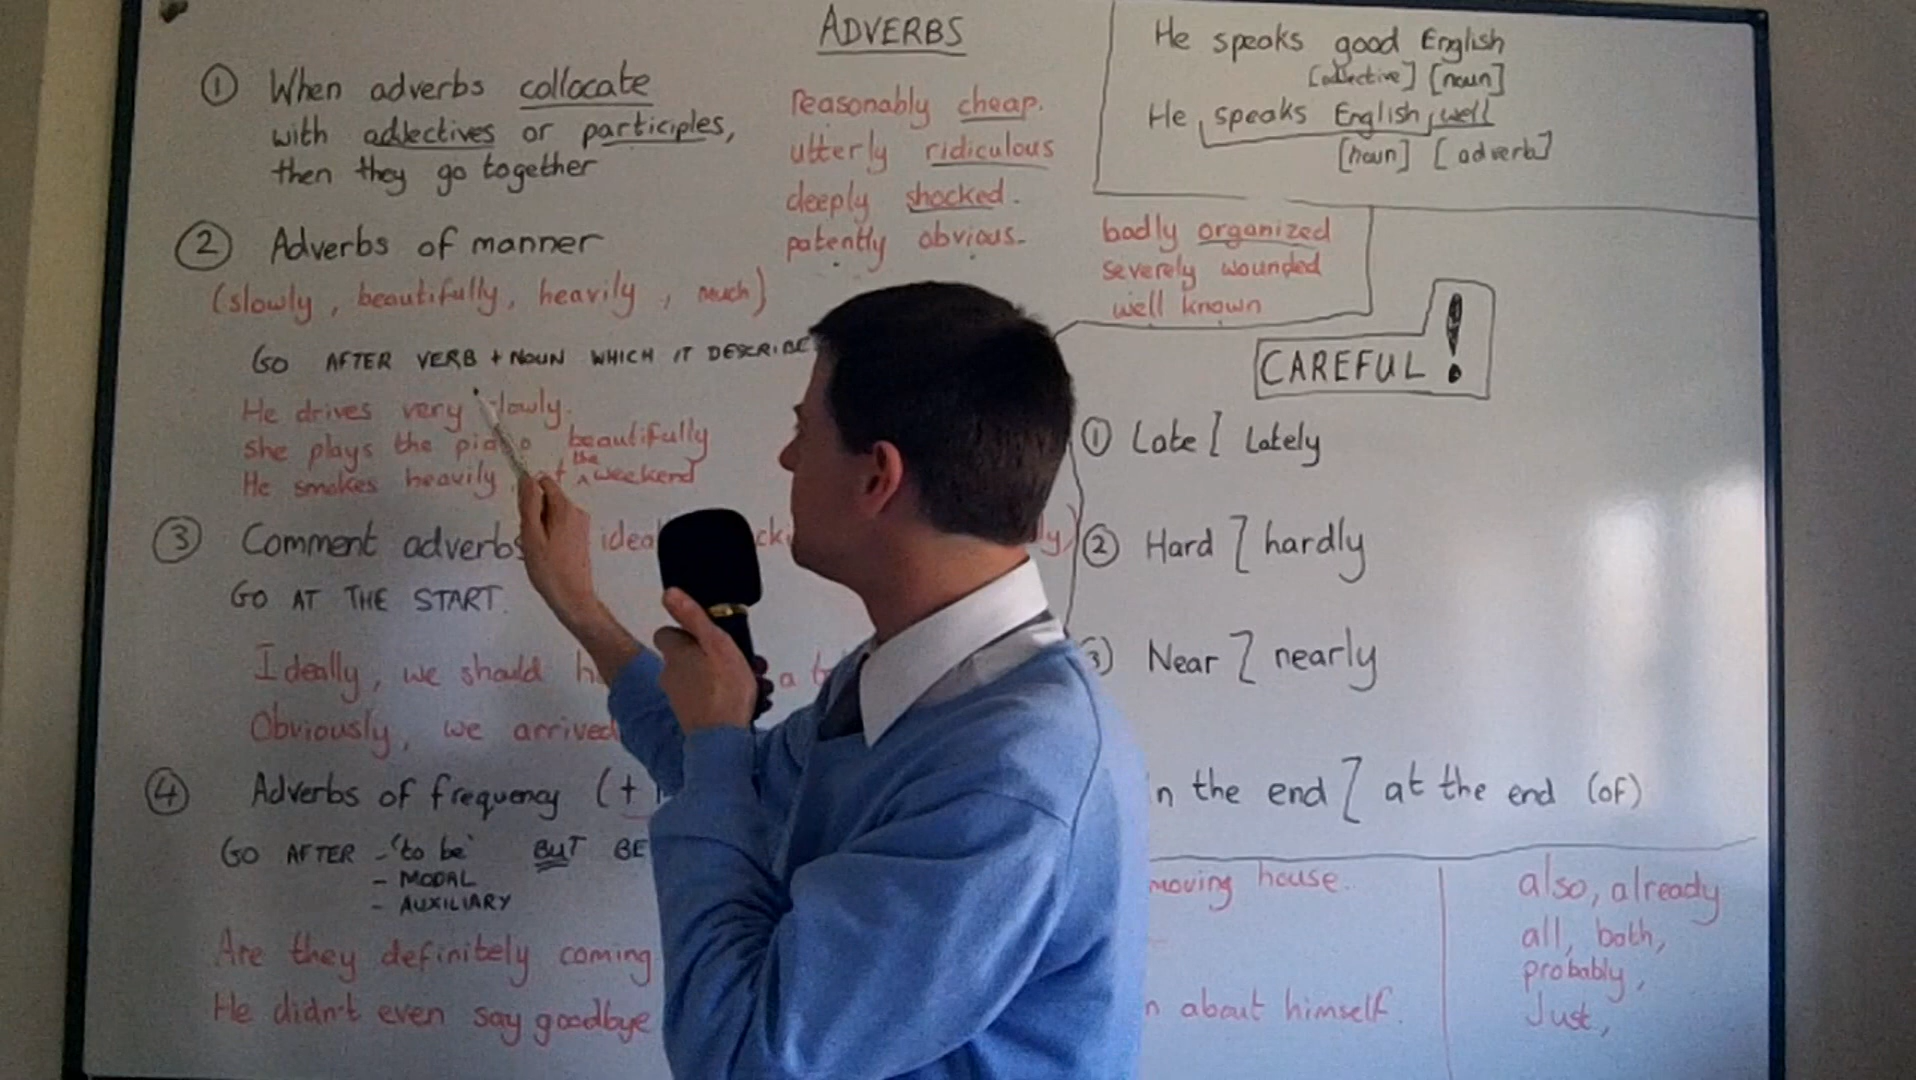 ADVERBS
① When adverbs collocate
with adjectives or participles,
then they go together
reasonably cheap.
utterly ridiculous
deeply shocked.
patently obvious.
He speaks good English
[adjective] [noun]
He speaks English well
[noun] [adverb]
badly organized
severely wounded
well known
② Adverbs of manner
(slowly, beautifully, heavily, much)
GO AFTER VERB + NOUN WHICH IT DESCRIBE
He drives very slowly.
She plays the piano beautifully
He smokes heavily at the weekend
③ Comment adverbs
GO AT THE START.
Ideally, we should
Obviously, we arrived
④ Adverbs of frequency (+
GO AFTER - 'to be' BUT
- MODAL
- AUXILIARY
Are they definitely coming
He didn't even say goodbye
CAREFUL!
① Late [ Lately
② Hard ] hardly
③ Near ] nearly
in the end ] at the end (of)
moving house.
about himself.
also, already
all, both,
probably,
Just,